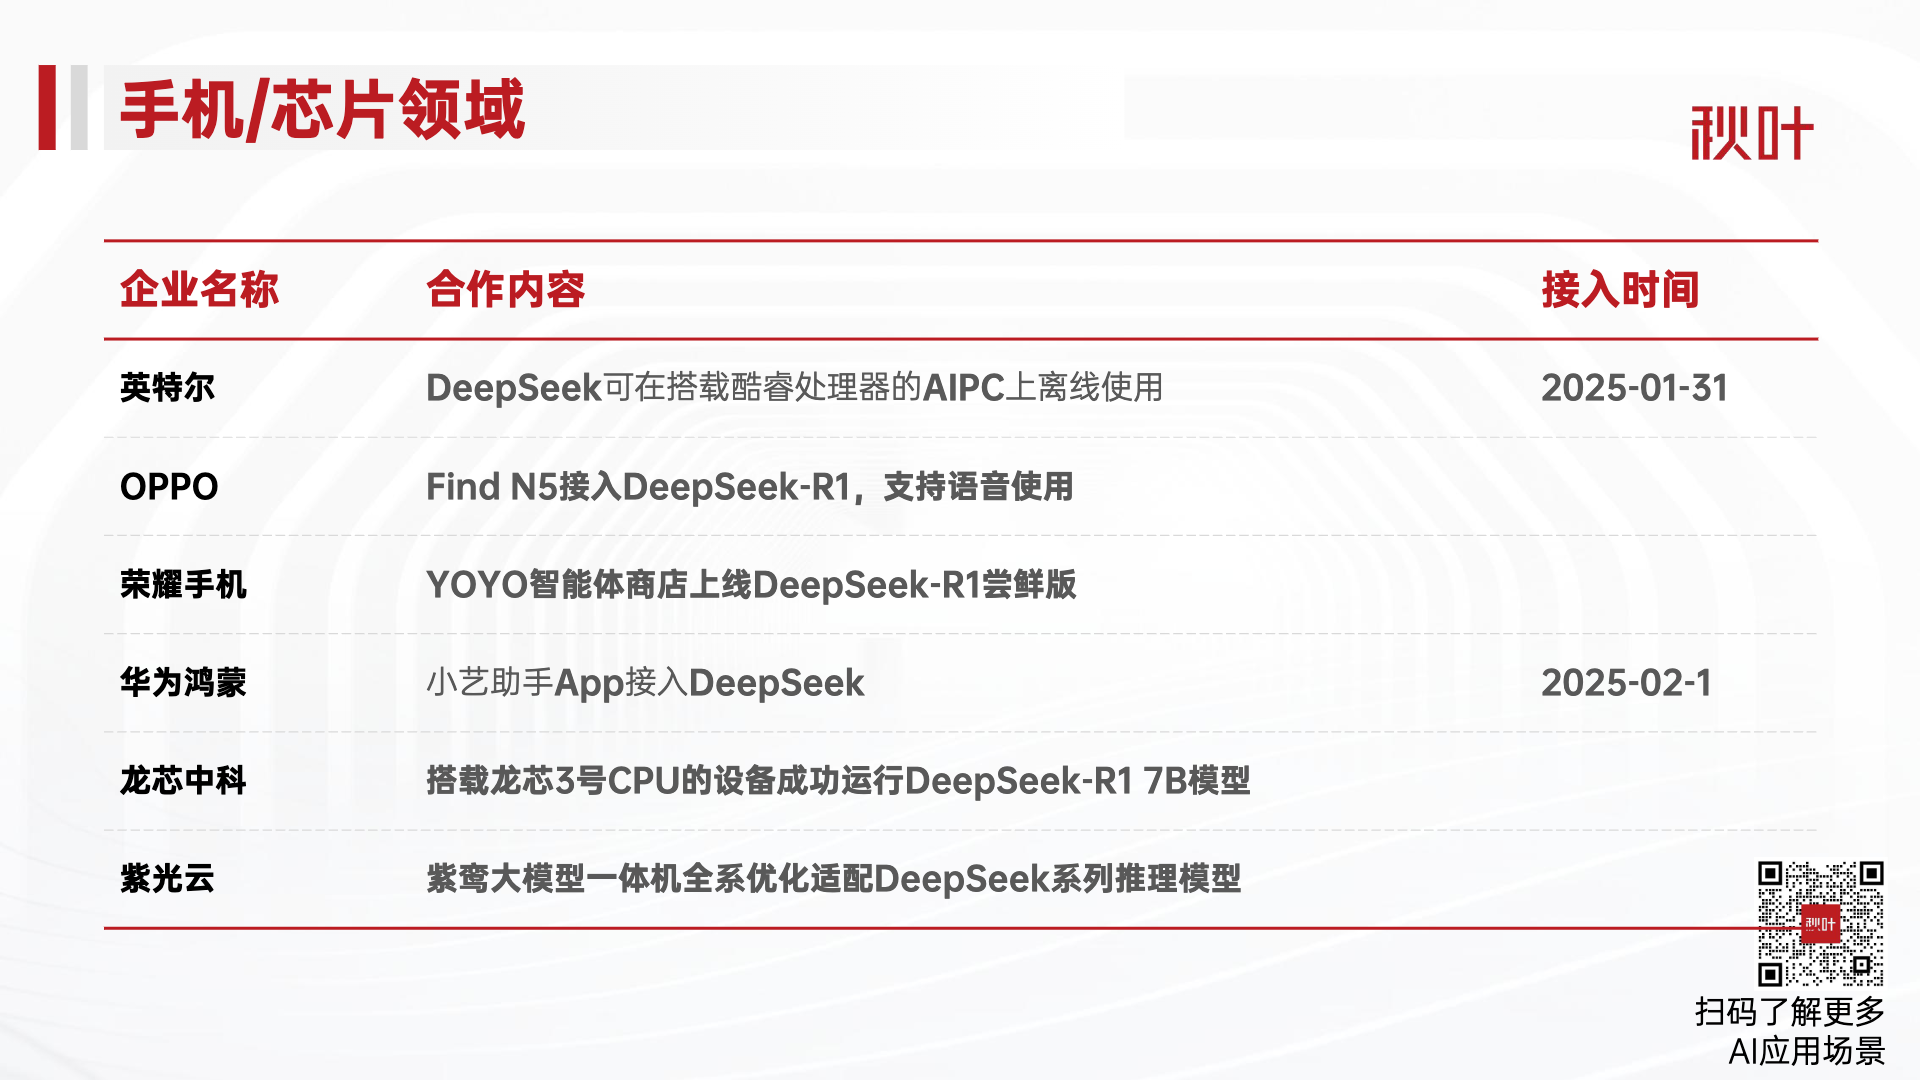 手机/芯片领域
秋叶
企业名称 合作内容 接入时间
英特尔 DeepSeek可在搭载酷睿处理器的AIPC上离线使用 2025-01-31
OPPO Find N5接入DeepSeek-R1，支持语音使用
荣耀手机 YOYO智能体商店上线DeepSeek-R1尝鲜版
华为鸿蒙 小艺助手App接入DeepSeek 2025-02-1
龙芯中科 搭载龙芯3号CPU的设备成功运行DeepSeek-R1 7B模型
紫光云 紫鸾大模型一体机全系优化适配DeepSeek系列推理模型
秋叶
扫码了解更多
AI应用场景